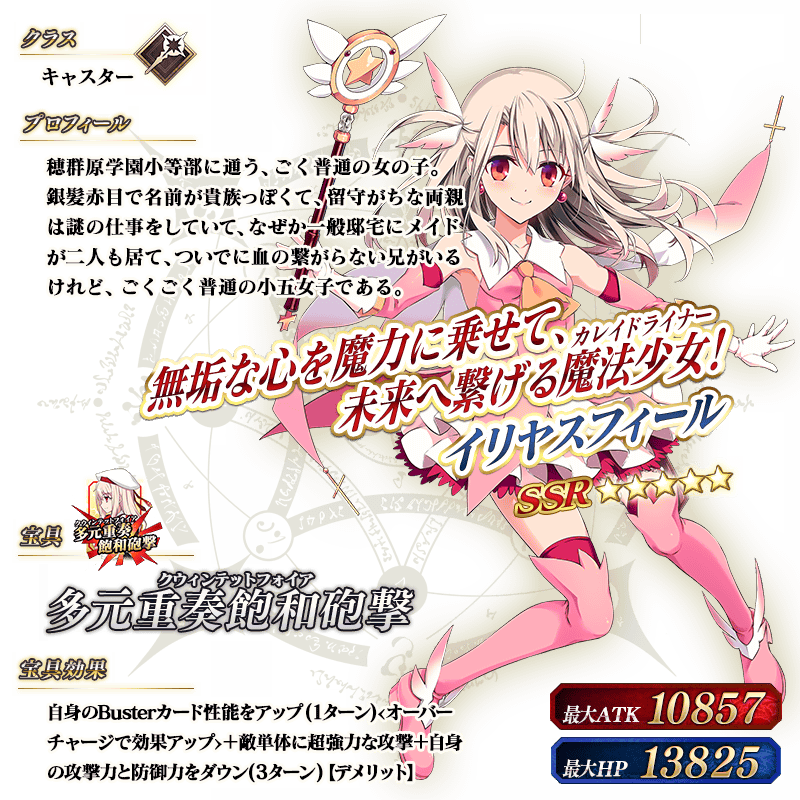 クラス
キャスター
プロフィール
穂群原学園小等部に通う、ごく普通の女の子。
銀髪赤目で名前が貴族っぽくて、留守がちな両親
は謎の仕事をしていて、なぜか一般邸宅にメイド
が二人も居て、ついでに血の繋がらない兄がいる
けれど、ごくごく普通の小五女子である。
無垢な心を魔力に乗せて、
カレイドライナー
未来へ繋げる魔法少女!
イリヤスフィール
SSR ★★★★★
宝具
クウィンテットフォイア
多元重奏
飽和砲撃
クウィンテットフォイア
多元重奏飽和砲撃
宝具効果
自身のBusterカード性能をアップ(1ターン)<オーバー
チャージで効果アップ>+敵単体に超強力な攻撃+自身
の攻撃力と防御力をダウン(3ターン)【デメリット】
最大ATK 10857
最大HP 13825